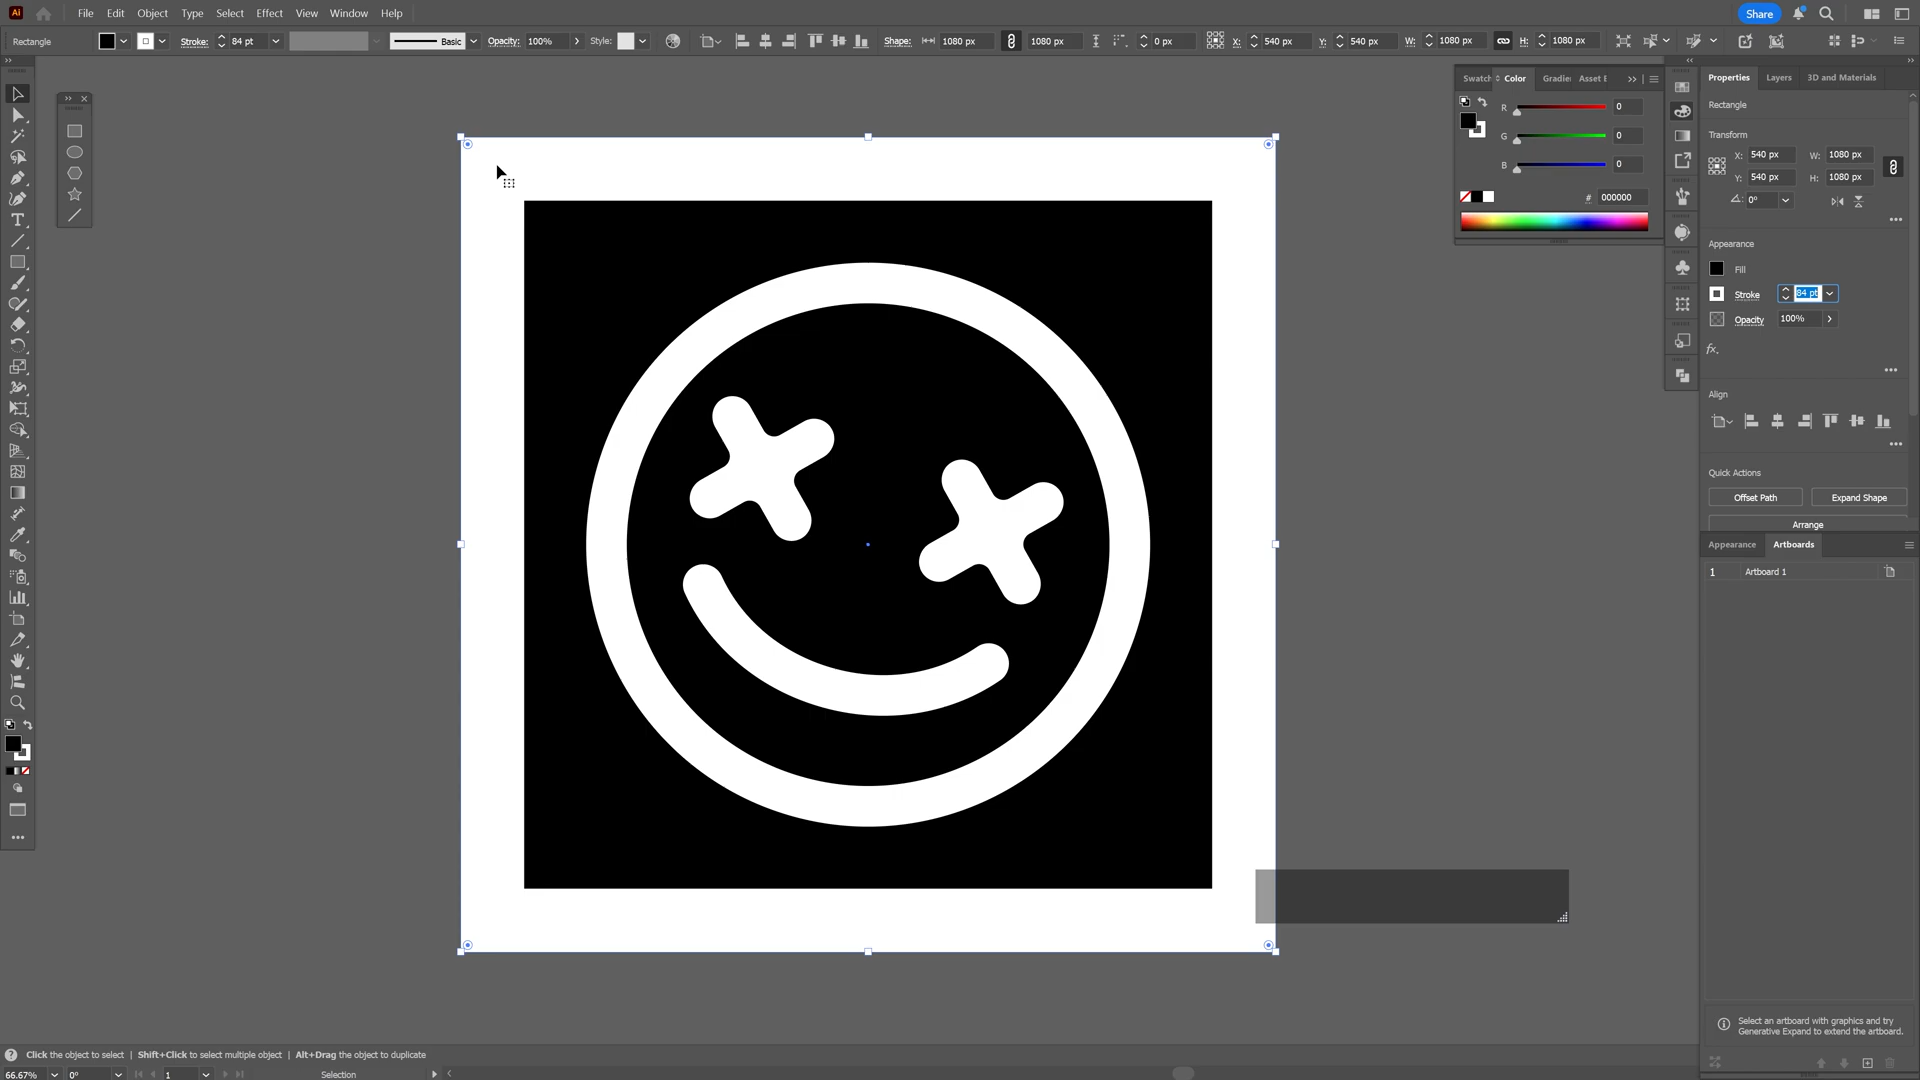 Ai File Edit Object Type Select Effect View Window Help Share
Rectangle Stroke: 84 pt Basic Opacity: 100% Style: Shape: 1080 px 1080 px 0 px X: 540 px Y: 540 px W: 1080 px H: 1080 px
Swatch Color Gradie Asset E
R 0
G 0
B 0
# 000000
Properties Layers 3D and Materials
Rectangle
Transform
X: 540 px W: 1080 px
Y: 540 px H: 1080 px
0°
Appearance
Fill
Stroke 84 pt
Opacity 100%
fx.
Align
Quick Actions
Offset Path Expand Shape
Arrange
Appearance Artboards
1 Artboard 1
Select an artboard with graphics and try
Generative Expand to extend the artboard.
Click the object to select | Shift+Click to select multiple object | Alt+Drag the object to duplicate
66.67% 0° 1 Selection